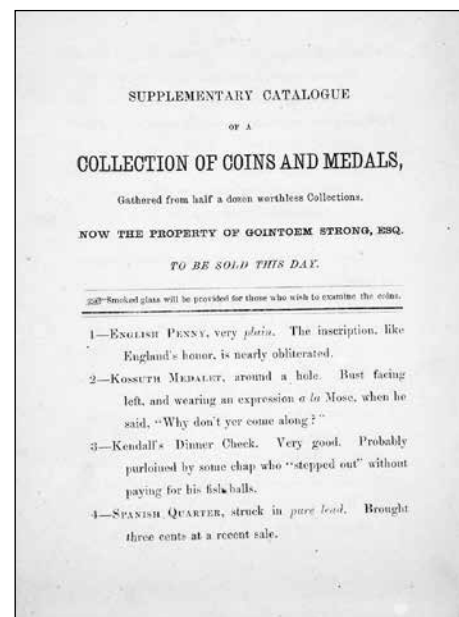 SUPPLEMENTARY CATALOGUE
OF A
COLLECTION OF COINS AND MEDALS,
Gathered from half a dozen worthless Collections.
NOW THE PROPERTY OF GOINTOEM STRONG, ESQ.
TO BE SOLD THIS DAY.
☞Smoked glass will be provided for those who wish to examine the coins.
1—ENGLISH PENNY, very plain. The inscription, like
England's honor, is nearly obliterated.
2—KOSSUTH MEDALET, around a hole. Bust facing
left, and wearing an expression a la Mose, when he
said, "Why don't yer come along?"
3—Kendall's Dinner Check. Very good. Probably
purloined by some chap who "stepped out" without
paying for his fish balls.
4—SPANISH QUARTER, struck in pure lead. Brought
three cents at a recent sale.